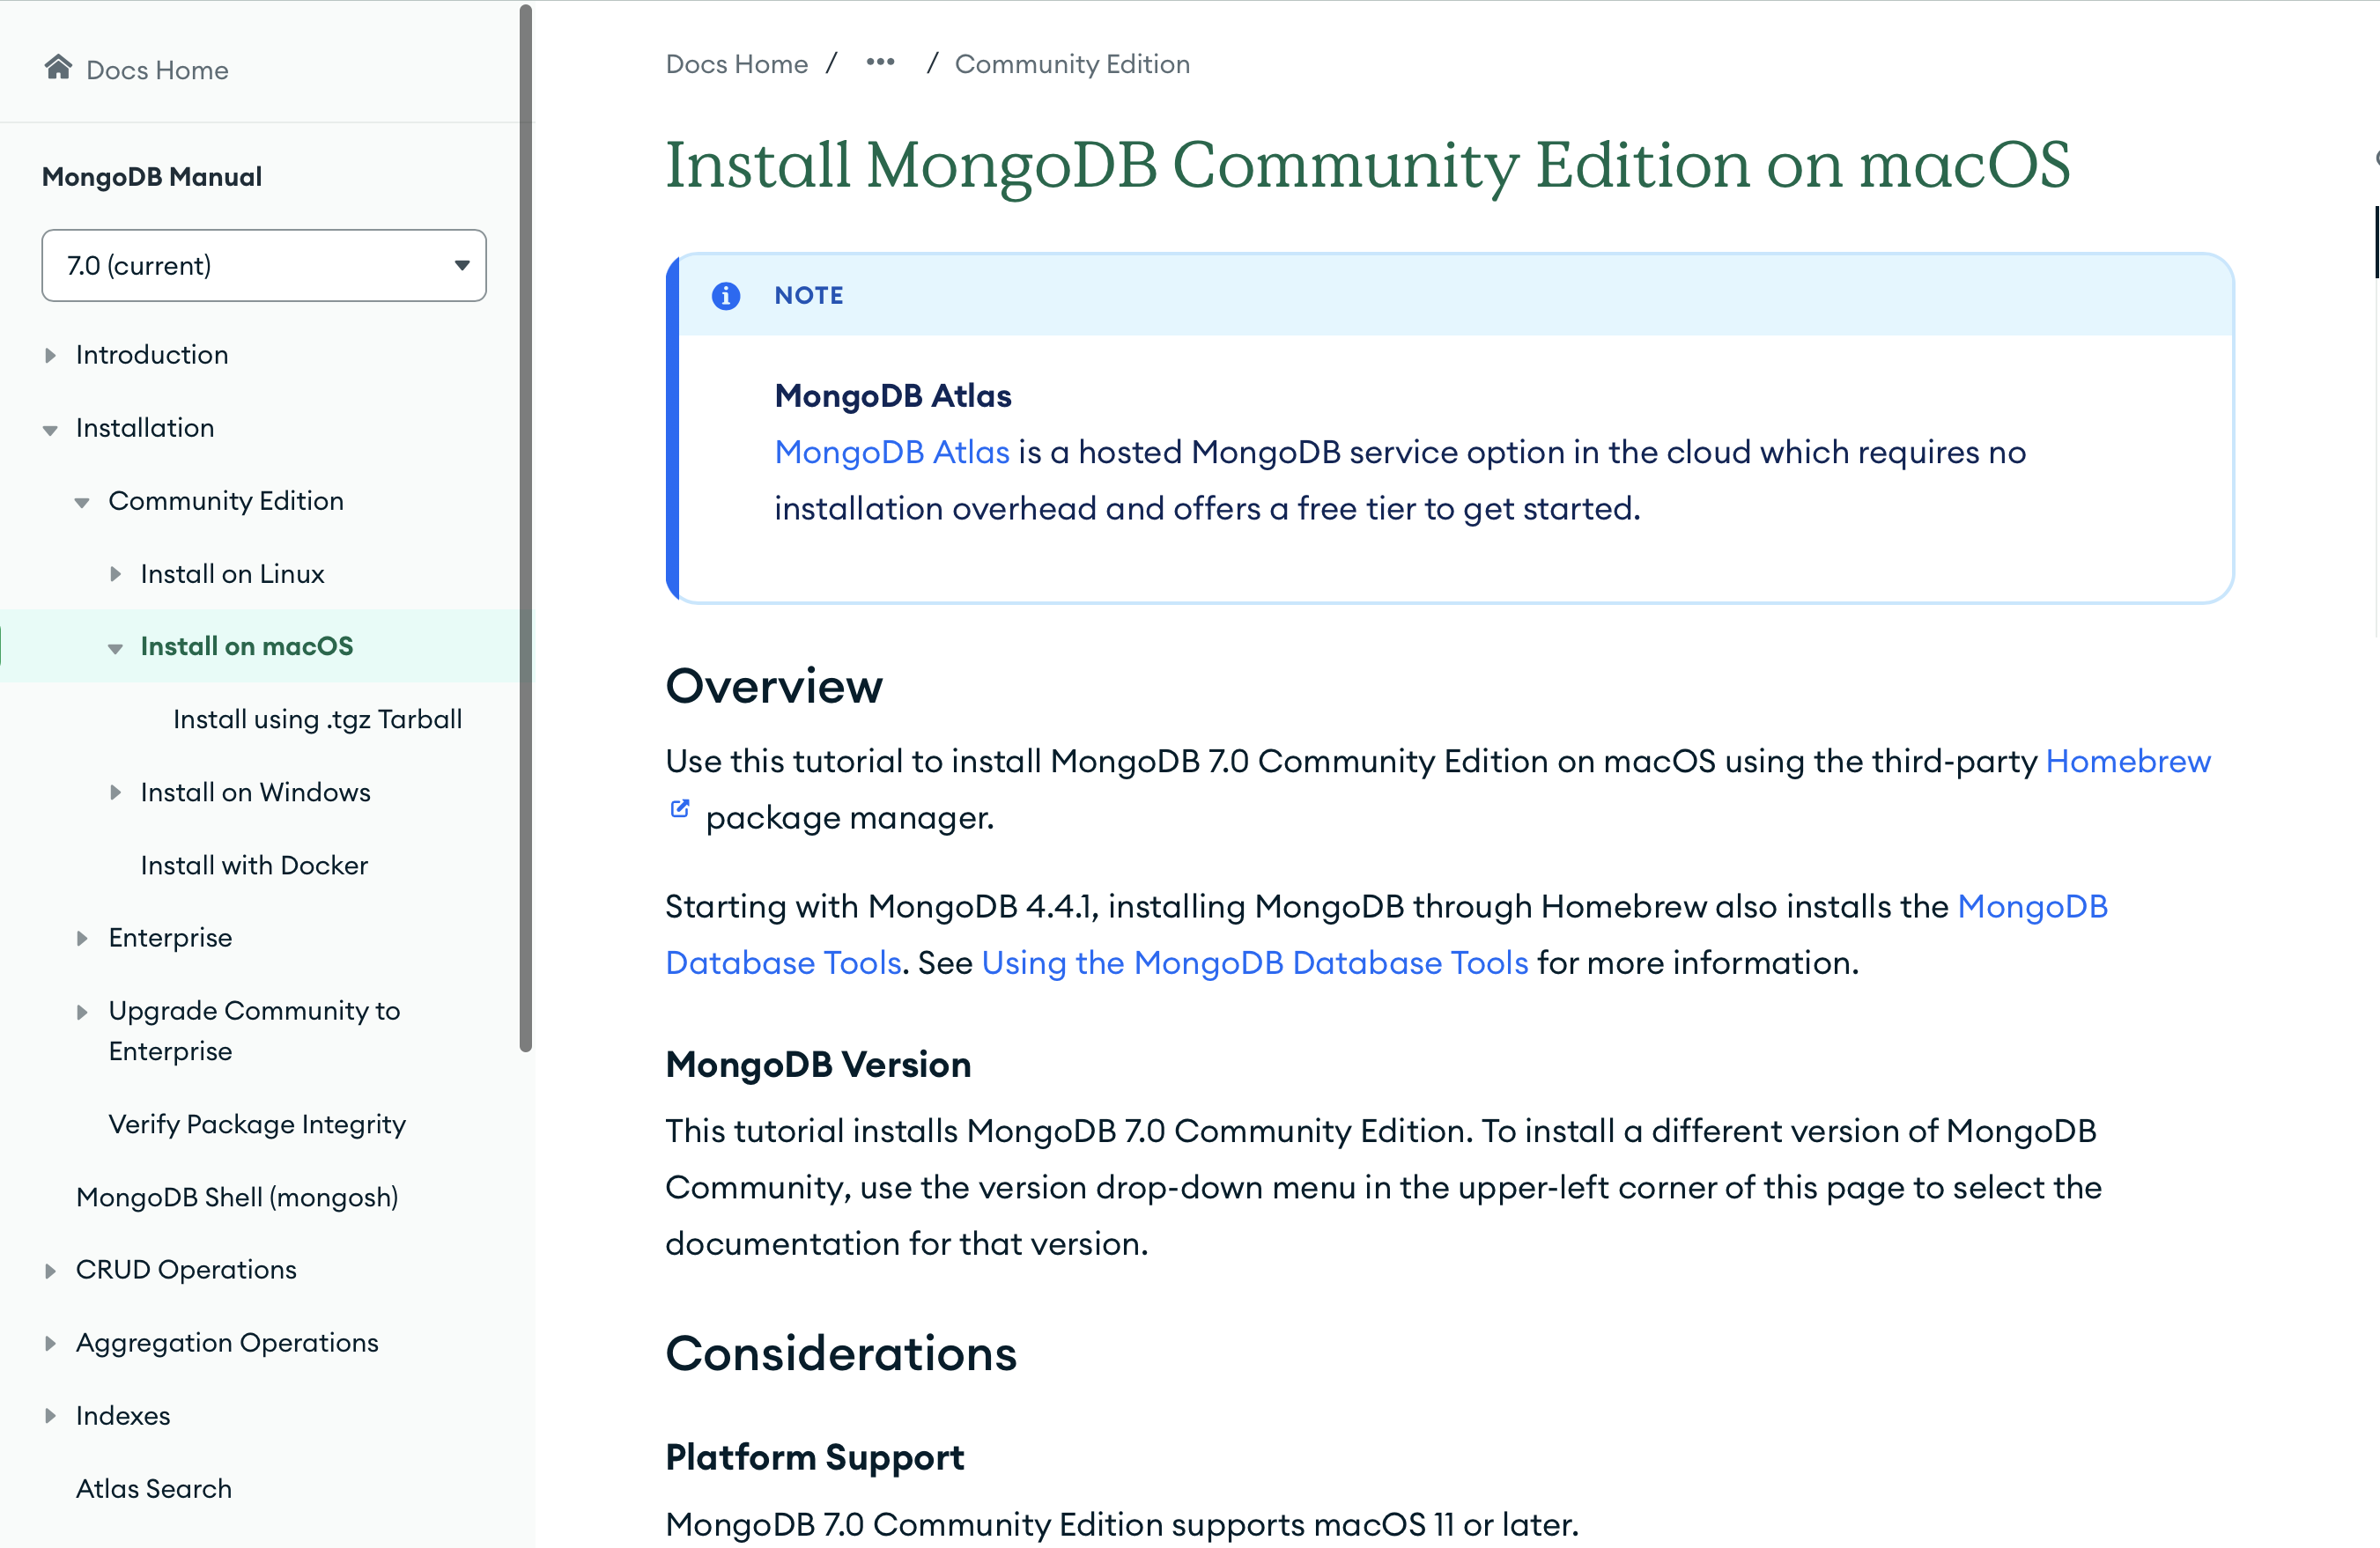 Docs Home
MongoDB Manual
7.0 (current)
Introduction
Installation
Community Edition
Install on Linux
Install on macOS
Install using .tgz Tarball
Install on Windows
Install with Docker
Enterprise
Upgrade Community to
Enterprise
Verify Package Integrity
MongoDB Shell (mongosh)
CRUD Operations
Aggregation Operations
Indexes
Atlas Search
Docs Home / ••• / Community Edition
Install MongoDB Community Edition on macOS
NOTE
MongoDB Atlas
MongoDB Atlas is a hosted MongoDB service option in the cloud which requires no
installation overhead and offers a free tier to get started.
Overview
Use this tutorial to install MongoDB 7.0 Community Edition on macOS using the third-party Homebrew
package manager.
Starting with MongoDB 4.4.1, installing MongoDB through Homebrew also installs the MongoDB
Database Tools. See Using the MongoDB Database Tools for more information.
MongoDB Version
This tutorial installs MongoDB 7.0 Community Edition. To install a different version of MongoDB
Community, use the version drop-down menu in the upper-left corner of this page to select the
documentation for that version.
Considerations
Platform Support
MongoDB 7.0 Community Edition supports macOS 11 or later.